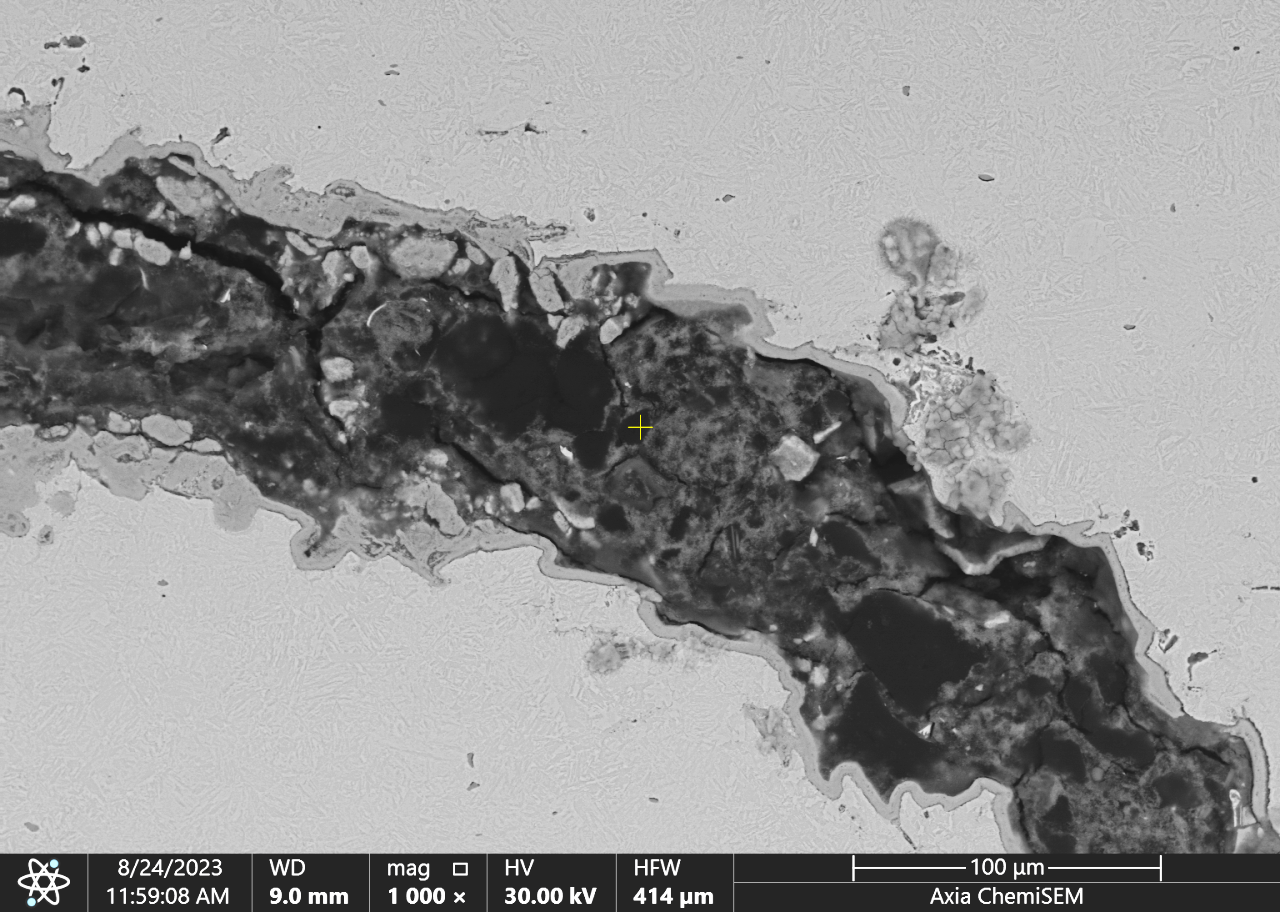 8/24/2023
11:59:08 AM
WD
9.0 mm
mag
1 000 ×
HV
30.00 kV
HFW
414 µm
100 µm
Axia ChemiSEM